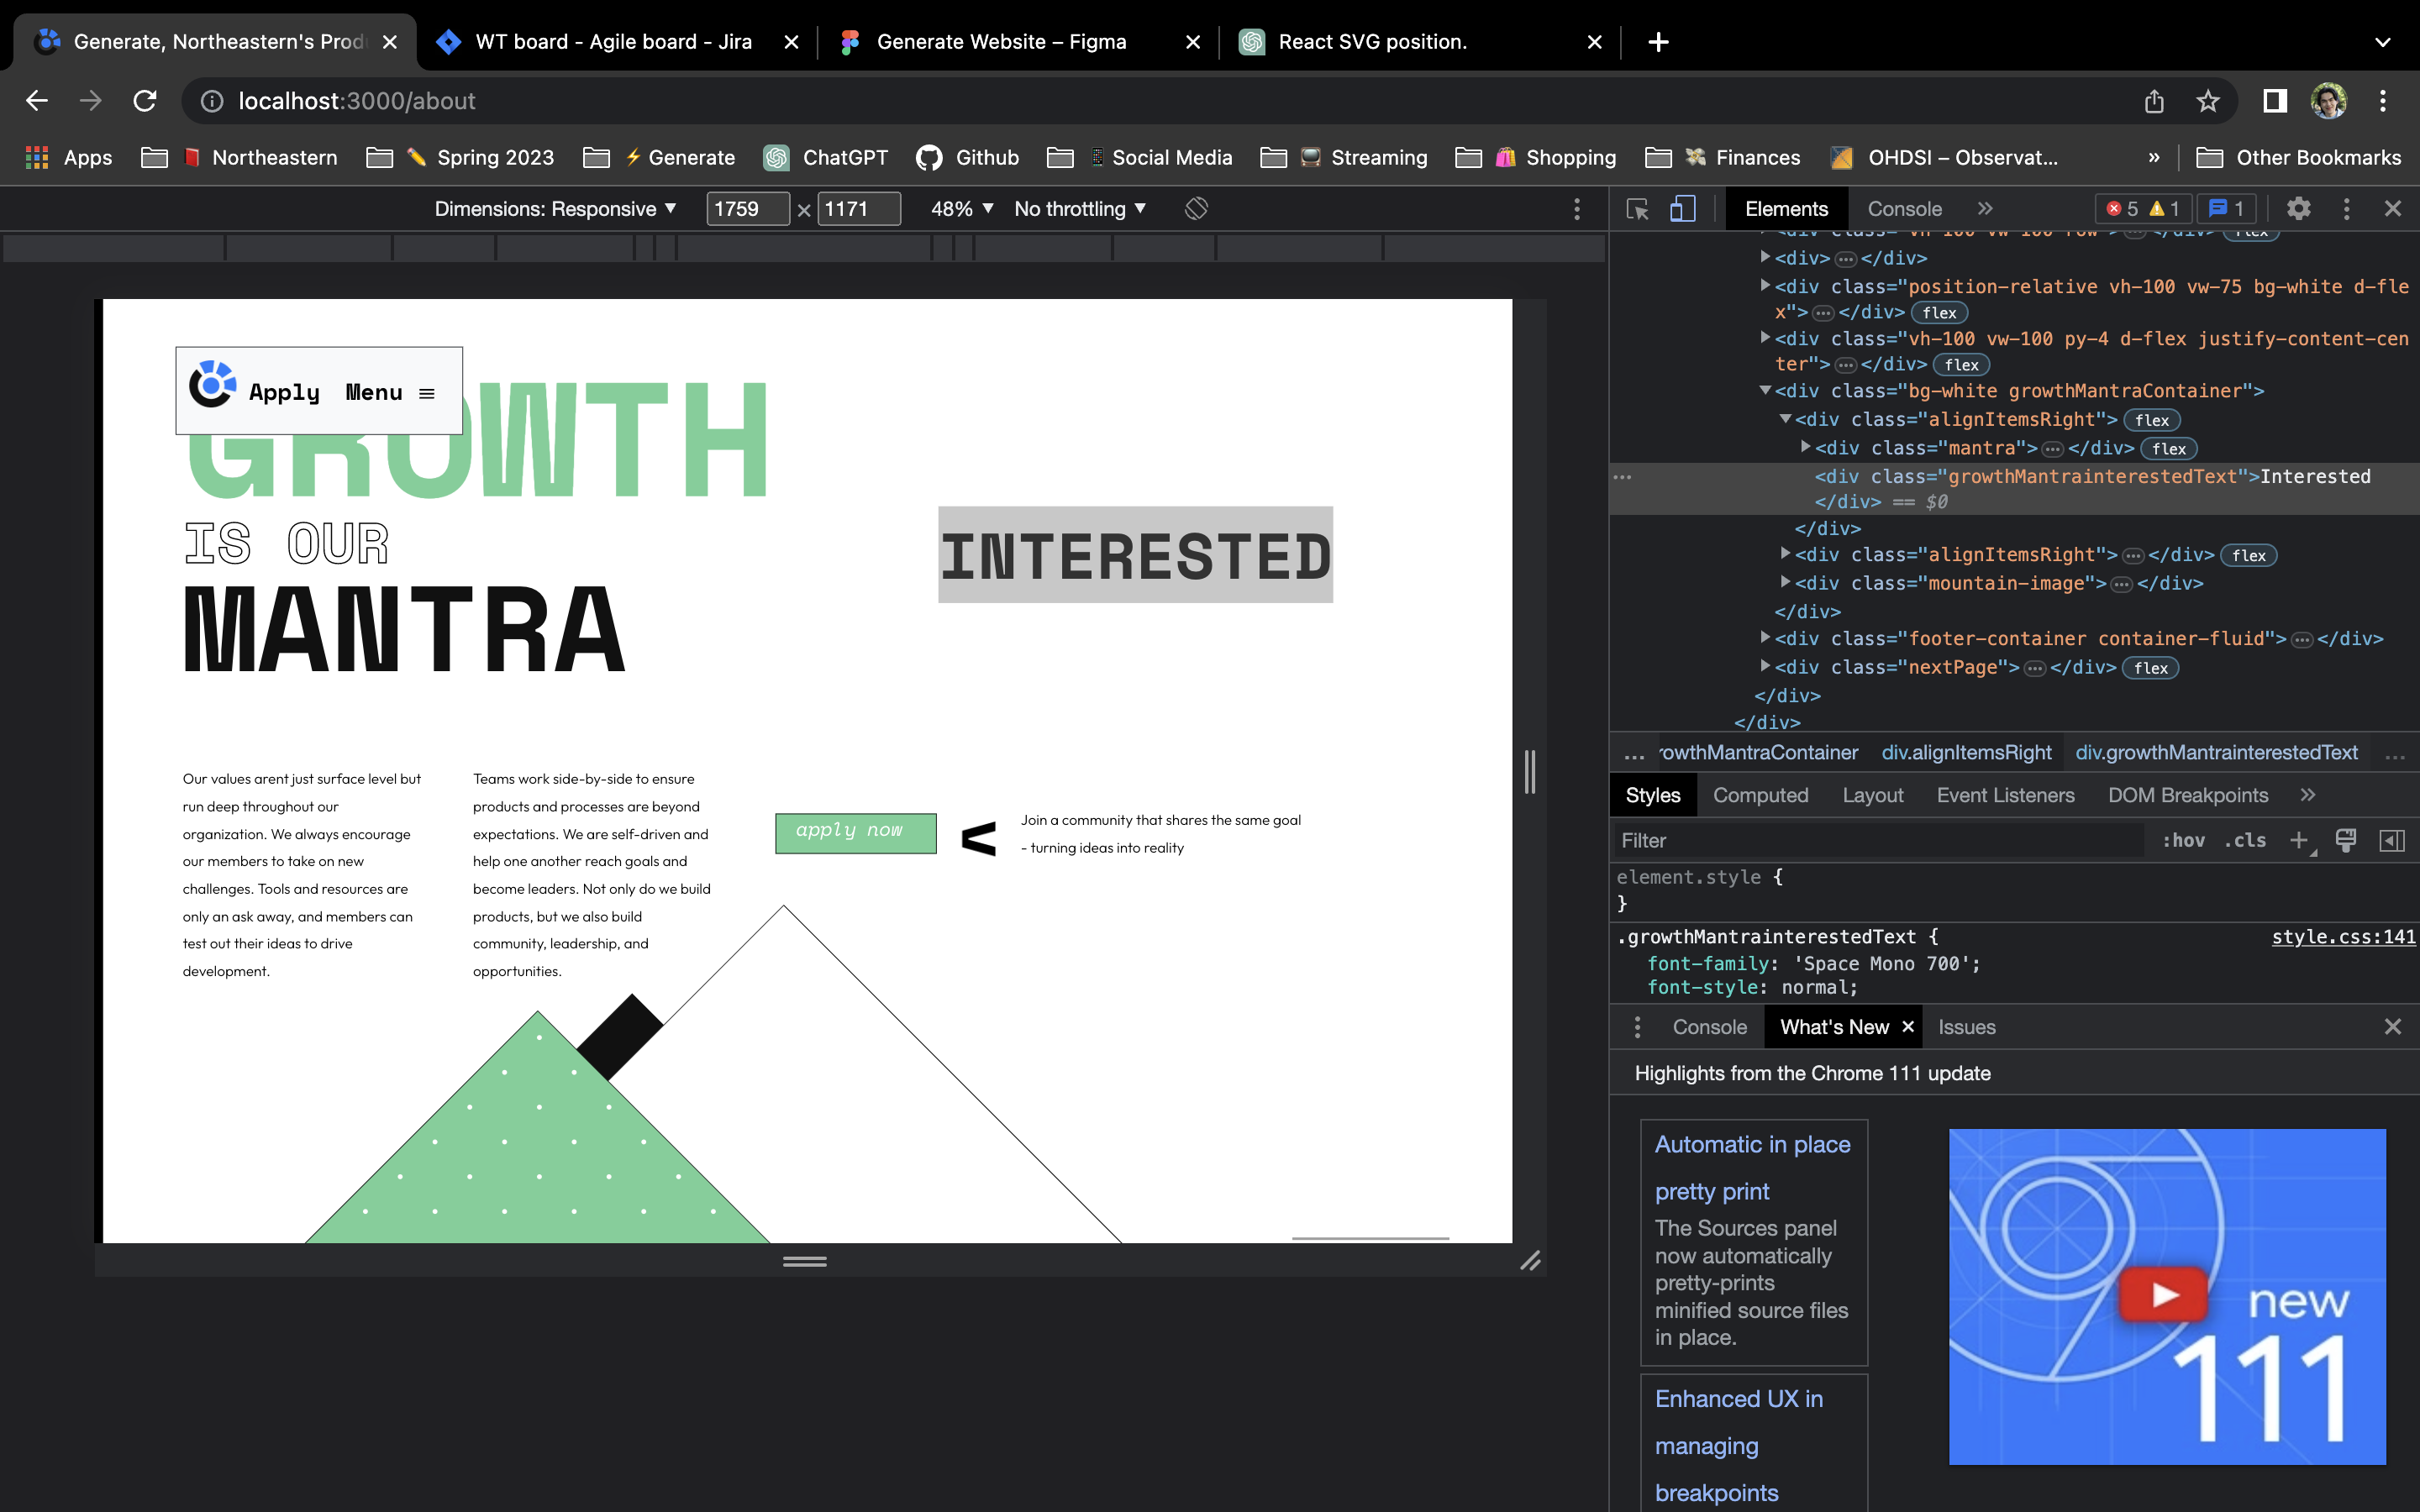 Generate, Northeastern's Prod
WT board - Agile board - Jira
Generate Website – Figma
React SVG position.
localhost:3000/about
Apps
Northeastern
Spring 2023
Generate
ChatGPT
Github
Social Media
Streaming
Shopping
Finances
OHDSI – Observat...
»
Other Bookmarks
Dimensions: Responsive
1759 × 1171
48%
No throttling
Apply Menu
GROWTH
IS OUR
MANTRA
INTERESTED
Our values arent just surface level but
run deep throughout our
organization. We always encourage
our members to take on new
challenges. Tools and resources are
only an ask away, and members can
test out their ideas to drive
development.
Teams work side-by-side to ensure
products and processes are beyond
expectations. We are self-driven and
help one another reach goals and
become leaders. Not only do we build
products, but we also build
community, leadership, and
opportunities.
apply now
<
Join a community that shares the same goal
- turning ideas into reality
Elements
Console
»
5
1
1
<div class="vh-100 vw-100 row">…</div> flex
<div>…</div>
<div class="position-relative vh-100 vw-75 bg-white d-fle
x">…</div> flex
<div class="vh-100 vw-100 py-4 d-flex justify-content-cen
ter">…</div> flex
<div class="bg-white growthMantraContainer">
<div class="alignItemsRight"> flex
<div class="mantra">…</div> flex
<div class="growthMantrainterestedText">Interested
</div> == $0
</div>
<div class="alignItemsRight">…</div> flex
<div class="mountain-image">…</div>
</div>
<div class="footer-container container-fluid">…</div>
<div class="nextPage">…</div> flex
</div>
</div>
... rowthMantraContainer div.alignItemsRight div.growthMantrainterestedText ...
Styles
Computed
Layout
Event Listeners
DOM Breakpoints
»
Filter
:hov .cls +
element.style {
}
.growthMantrainterestedText { style.css:141
font-family: 'Space Mono 700';
font-style: normal;
Console
What's New
Issues
Highlights from the Chrome 111 update
Automatic in place
pretty print
The Sources panel
now automatically
pretty-prints
minified source files
in place.
Enhanced UX in
managing
breakpoints
new
111